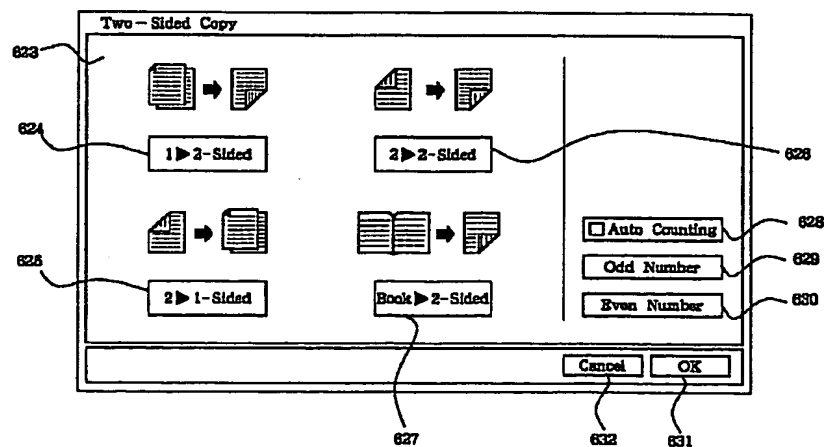 Two-Sided Copy
623
624
1▶2-Sided
2▶2-Sided
626
625
2▶1-Sided
Book▶2-Sided
627
Auto Counting
628
Odd Number
629
Even Number
630
Cancel
OK
632
631